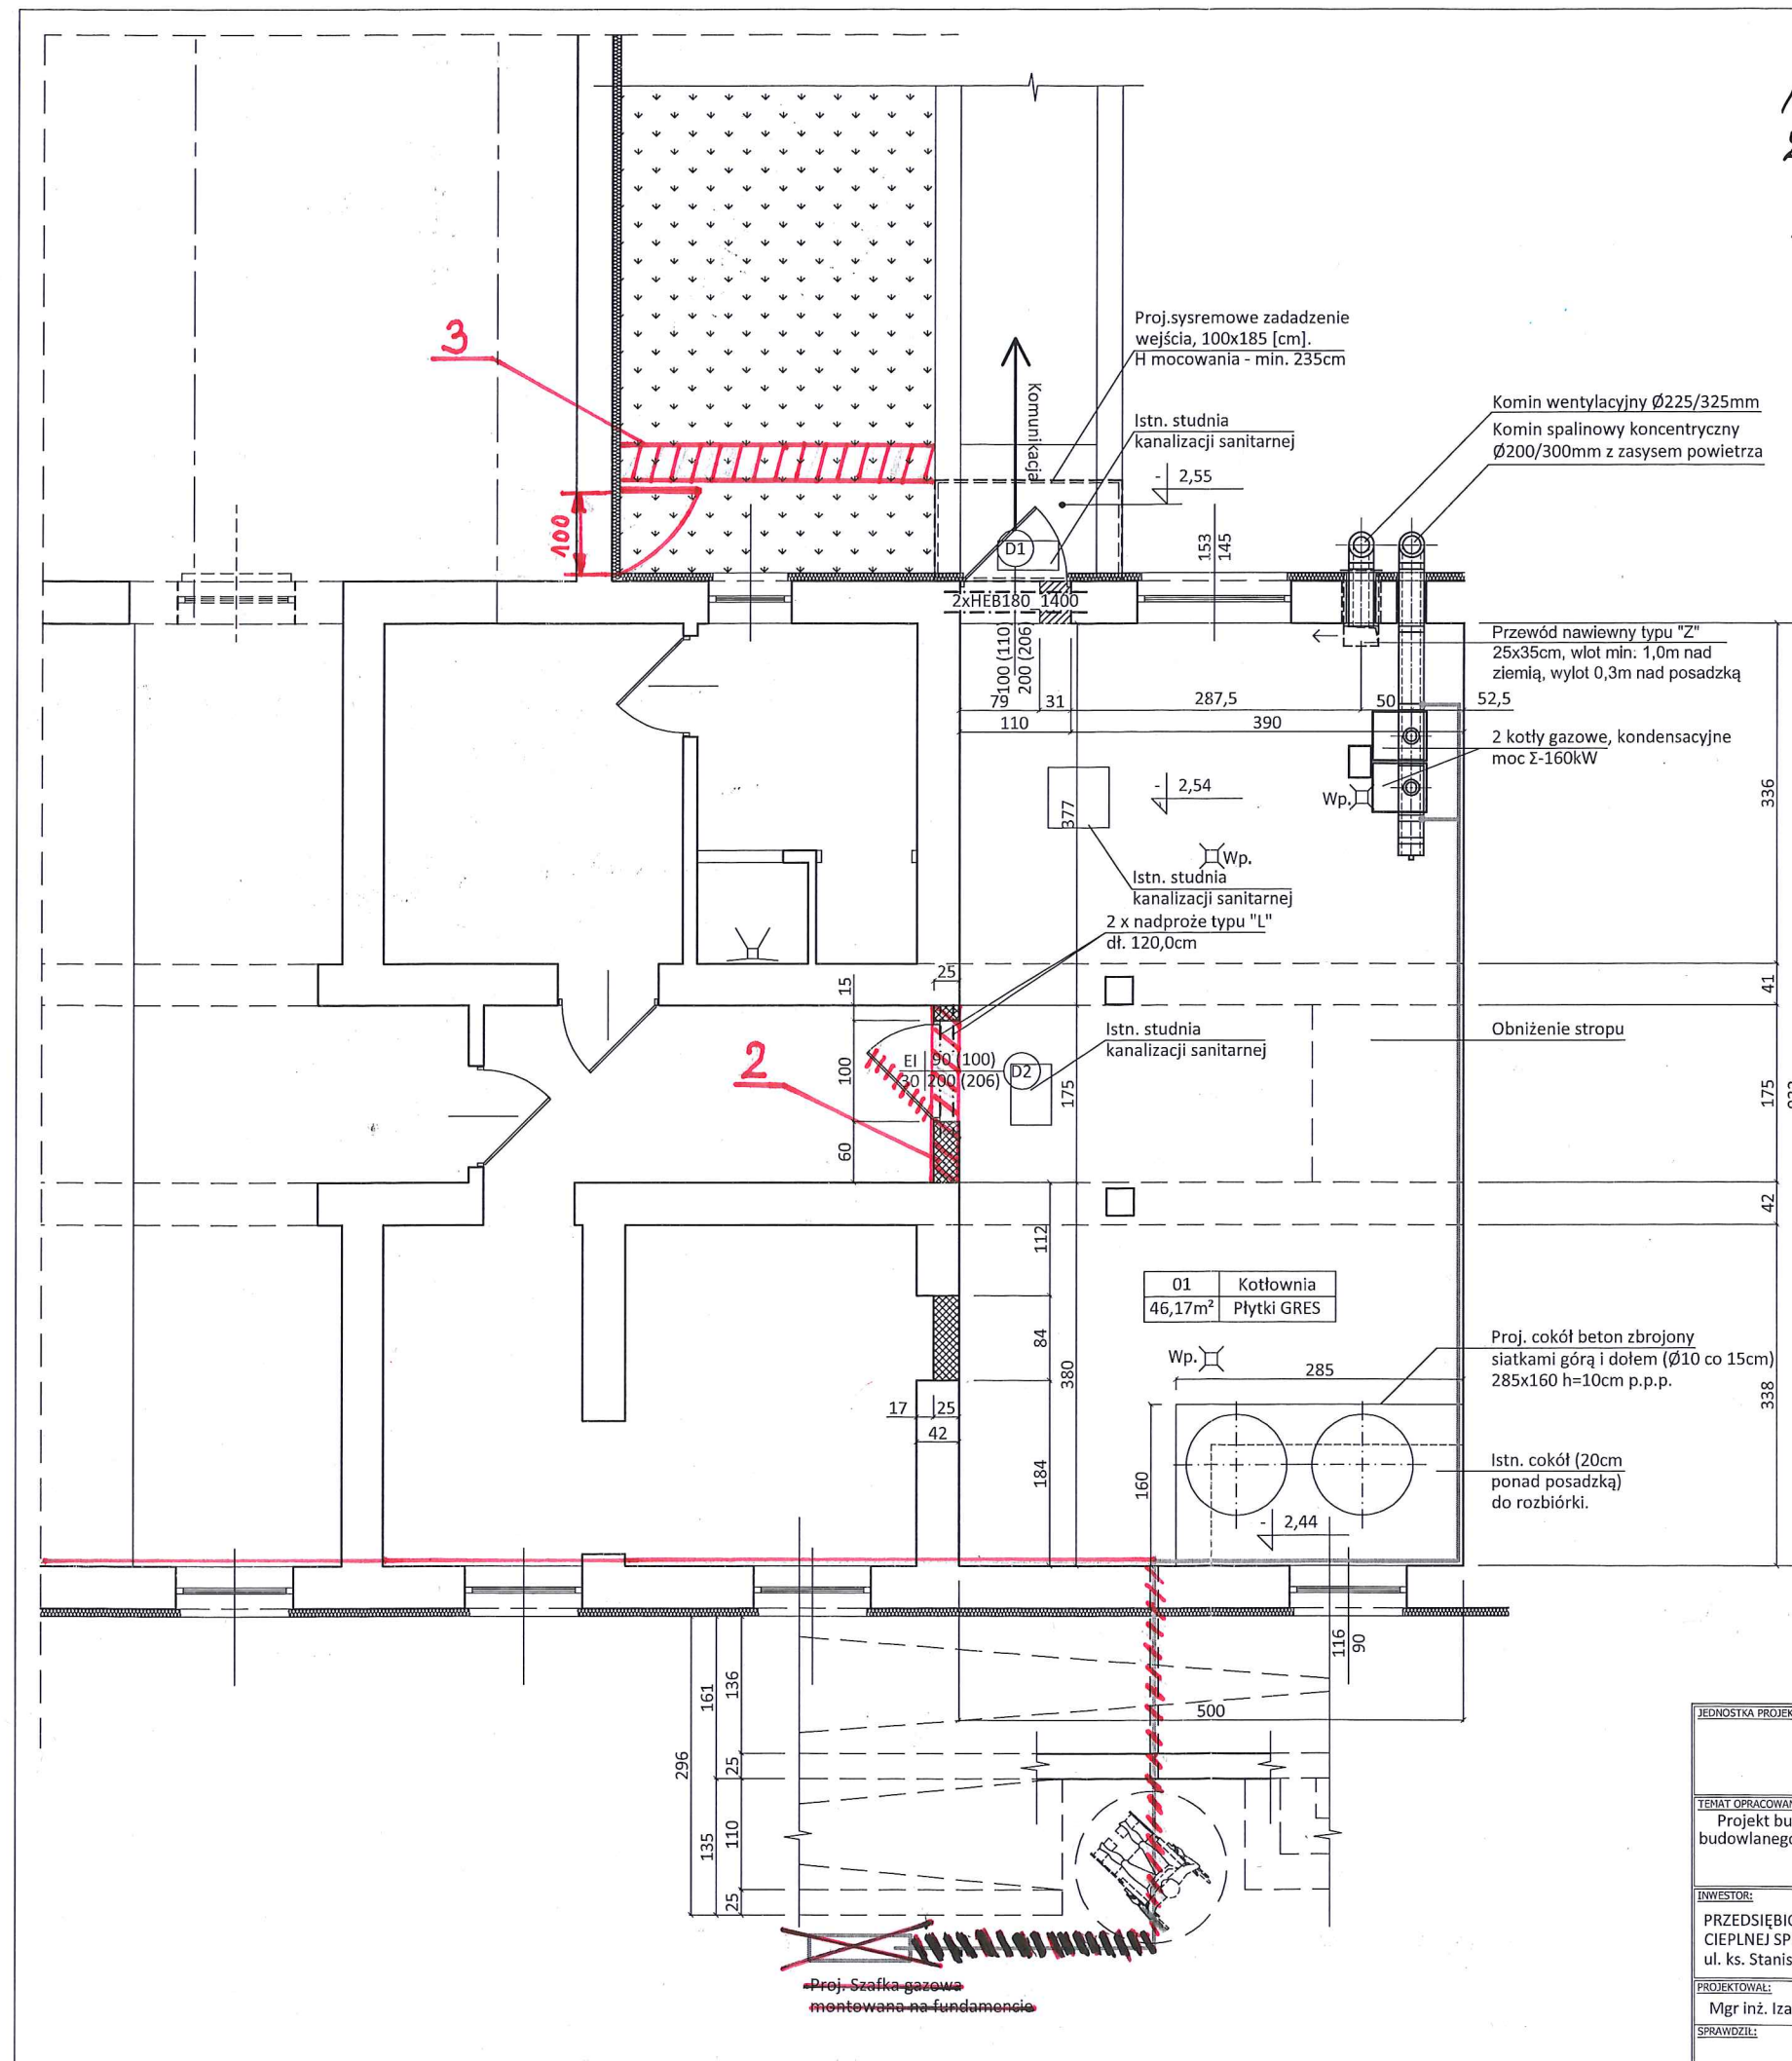 3
100
Proj.sysremowe zadadzenie
wejścia, 100x185 [cm].
H mocowania - min. 235cm
Komunikacja
Istn. studnia
kanalizacji sanitarnej
- 2,55
Komin wentylacyjny Ø225/325mm
Komin spalinowy koncentryczny
Ø200/300mm z zasysem powietrza
D1
153
145
2xHEB180 1400
100 (110)
200 (206)
Przewód nawiewny typu "Z"
25x35cm, wlot min. 1,0m nad
ziemią, wylot 0,3m nad posadzką
79
31
287,5
50
52,5
110
390
2 kotły gazowe, kondensacyjne
moc Σ-160kW
Wp.
- 2,54
377
336
Wp.
Istn. studnia
kanalizacji sanitarnej
2 x nadproże typu "L"
dł. 120,0cm
25
15
41
Istn. studnia
kanalizacji sanitarnej
Obniżenie stropu
2
100
EI 90 (100)
30 200 (206)
D2
175
175
60
42
112
01 Kotłownia
46,17m² Płytki GRES
84
Wp.
285
380
338
Proj. cokół beton zbrojony
siatkami górą i dołem (Ø10 co 15cm)
285x160 h=10cm p.p.p.
17
25
42
184
160
Istn. cokół (20cm
ponad posadzką)
do rozbiórki.
- 2,44
116
90
500
296
161
136
25
135
110
25
Proj. Szafka gazowa
montowana na fundamencie
JEDNOSTKA PROJEK
TEMAT OPRACOWAN
Projekt bu
budowlaneg
INWESTOR:
PRZEDSIĘBIO
CIEPLNEJ SP
ul. ks. Stanis
PROJEKTOWAŁ:
Mgr inż. Iza
SPRAWDZIŁ: